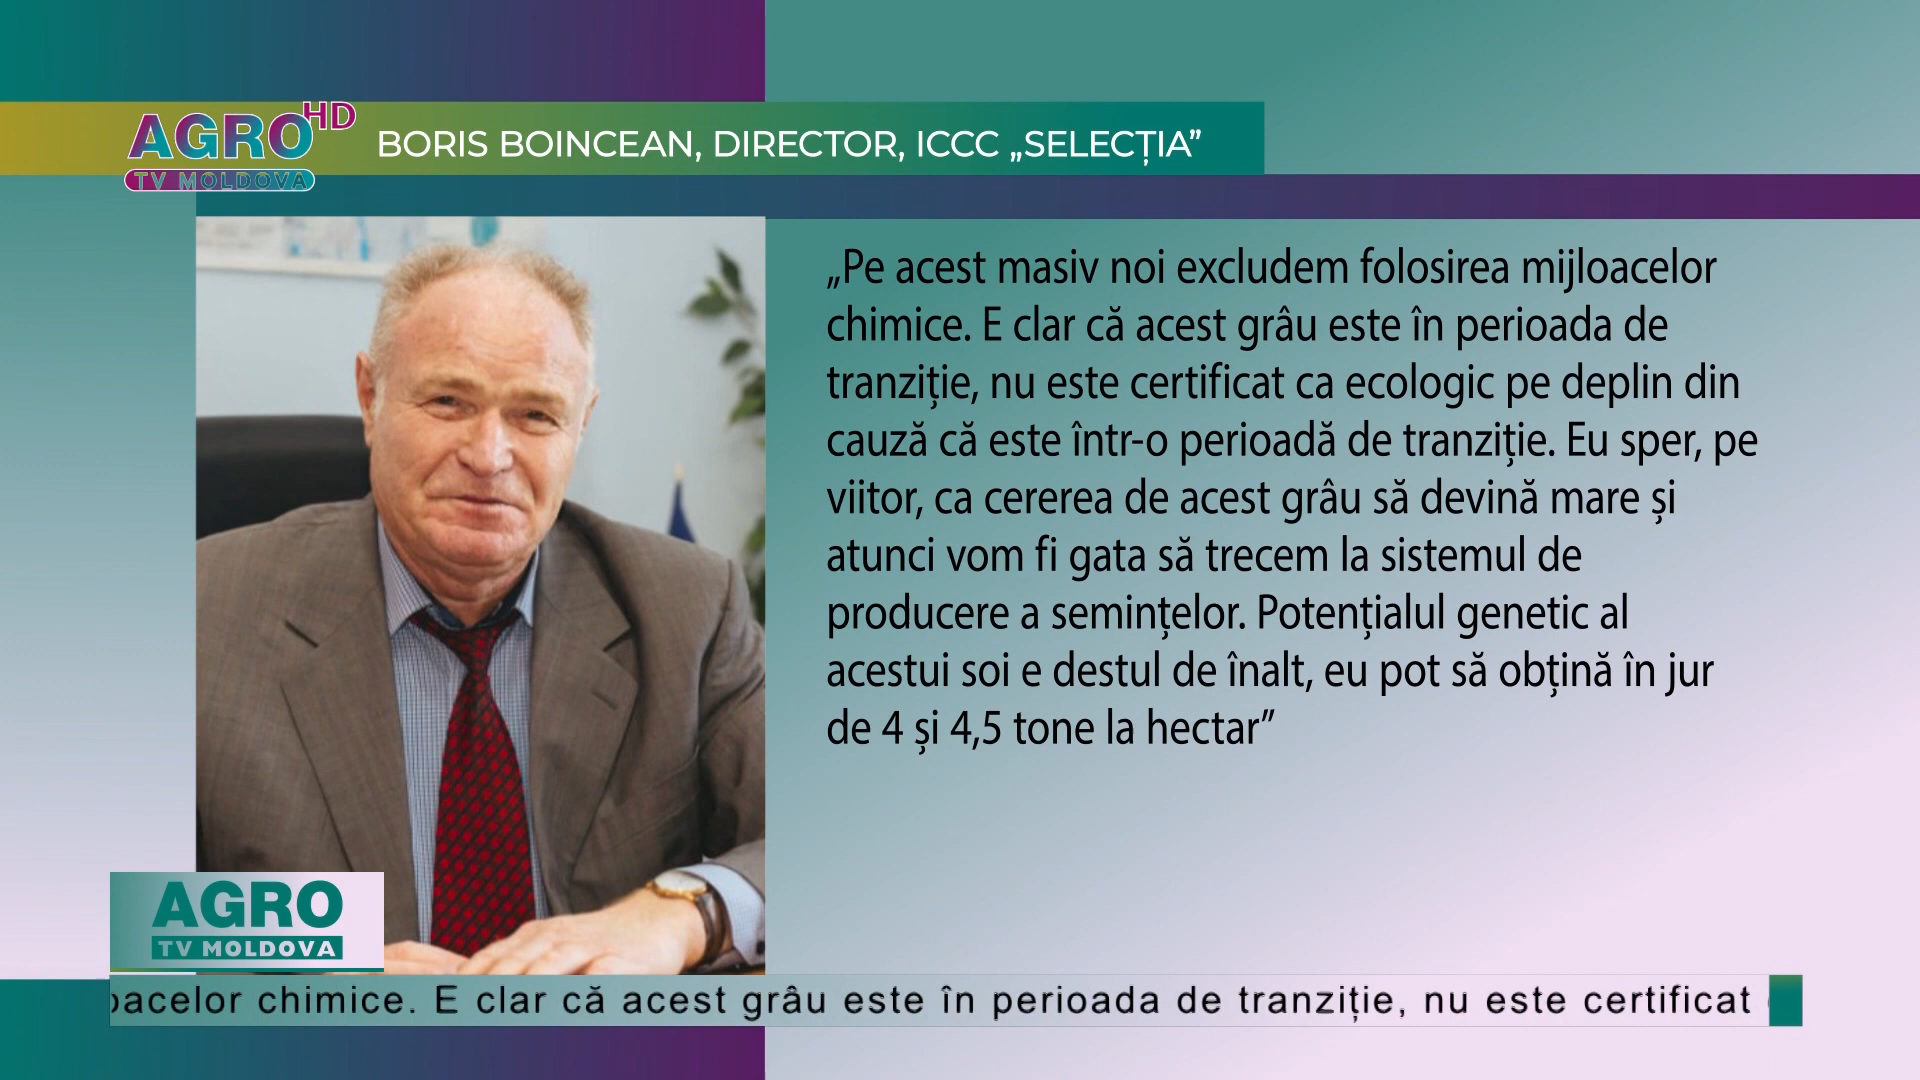 AGRO HD
TV MOLDOVA
BORIS BOINCEAN, DIRECTOR, ICCC „SELECȚIA”
„Pe acest masiv noi excludem folosirea mijloacelor
chimice. E clar că acest grâu este în perioada de
tranziție, nu este certificat ca ecologic pe deplin din
cauză că este într-o perioadă de tranziție. Eu sper, pe
viitor, ca cererea de acest grâu să devină mare și
atunci vom fi gata să trecem la sistemul de
producere a semințelor. Potențialul genetic al
acestui soi e destul de înalt, eu pot să obțină în jur
de 4 și 4,5 tone la hectar”
AGRO
TV MOLDOVA
oacelor chimice. E clar că acest grâu este în perioada de tranziție, nu este certificat